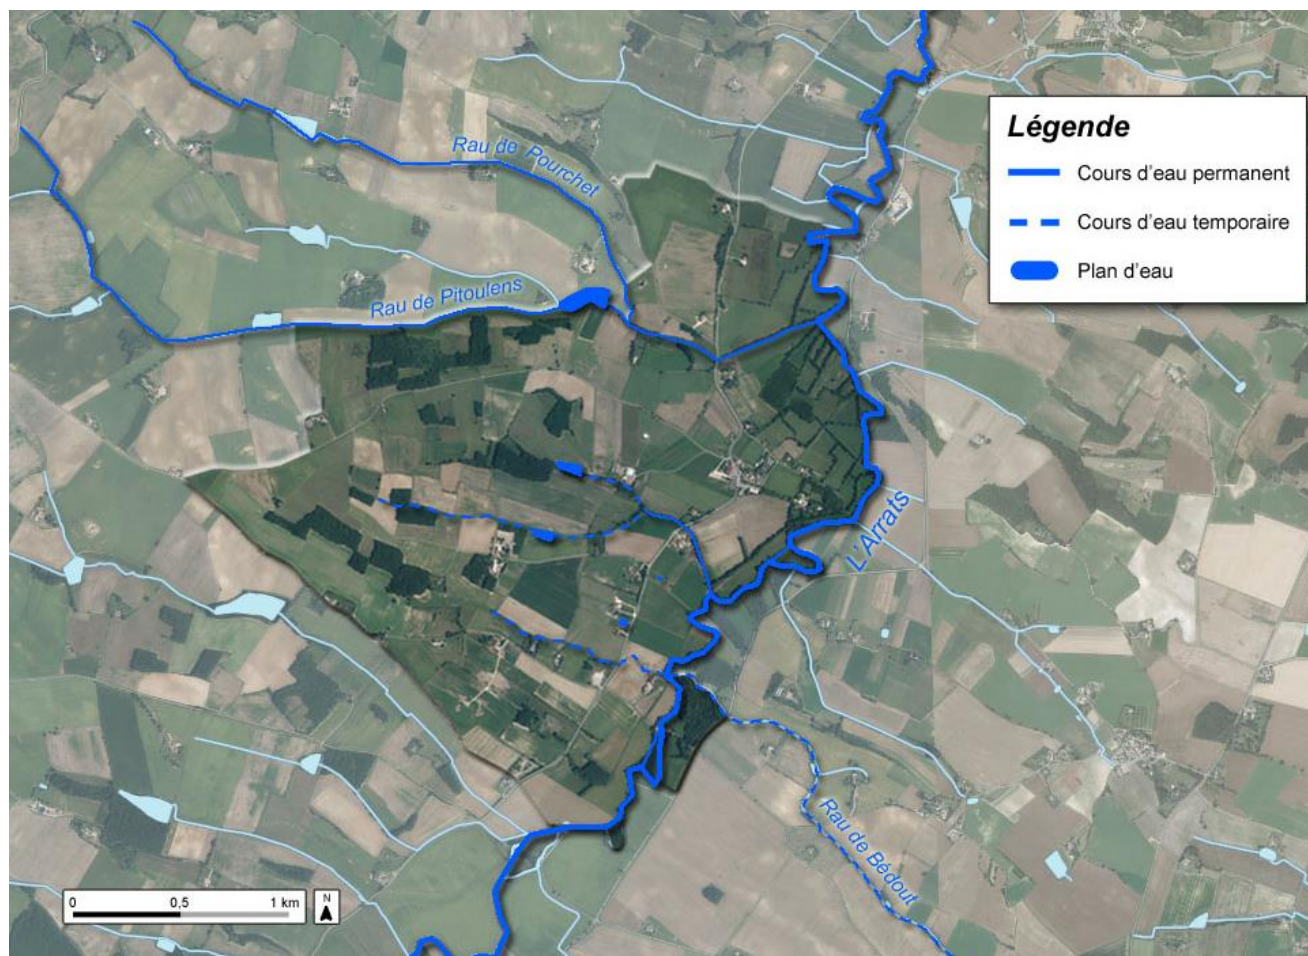 Légende
Cours d'eau permanent
Cours d'eau temporaire
Plan d'eau
Rau de Pourchet
Rau de Pitoulens
L'Arrats
Rau de Bédout
0 0,5 1 km
N